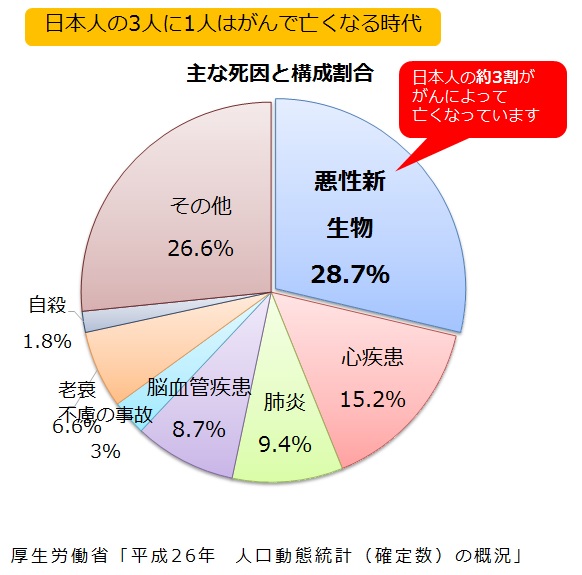 日本人の3人に1人はがんで亡くなる時代
主な死因と構成割合
日本人の約3割が
がんによって
亡くなっています
悪性新
生物
28.7%
心疾患
15.2%
肺炎
9.4%
脳血管疾患
8.7%
不慮の事故
3%
老衰
6.6%
自殺
1.8%
その他
26.6%
厚生労働省「平成26年 人口動態統計（確定数）の概況」